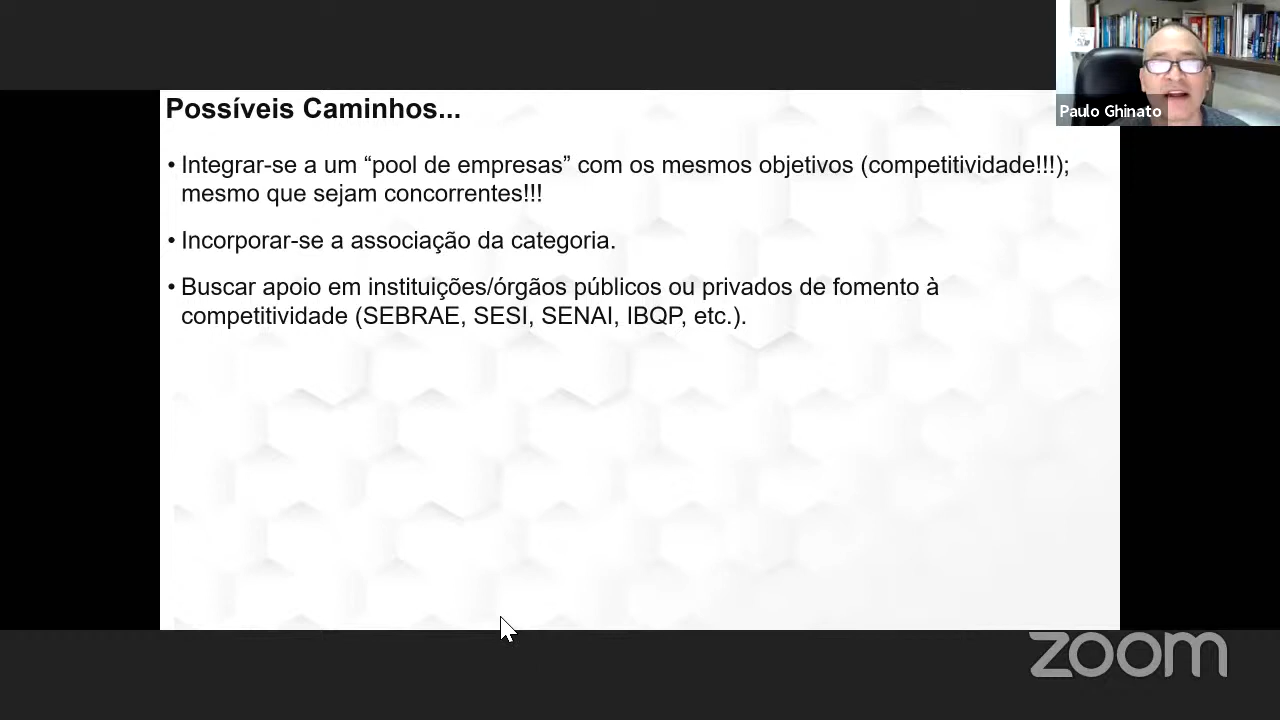 Possíveis Caminhos...
• Integrar-se a um “pool de empresas” com os mesmos objetivos (competitividade!!!);
mesmo que sejam concorrentes!!!
• Incorporar-se a associação da categoria.
• Buscar apoio em instituições/órgãos públicos ou privados de fomento à
competitividade (SEBRAE, SESI, SENAI, IBQP, etc.).
Paulo Ghinato
zoom